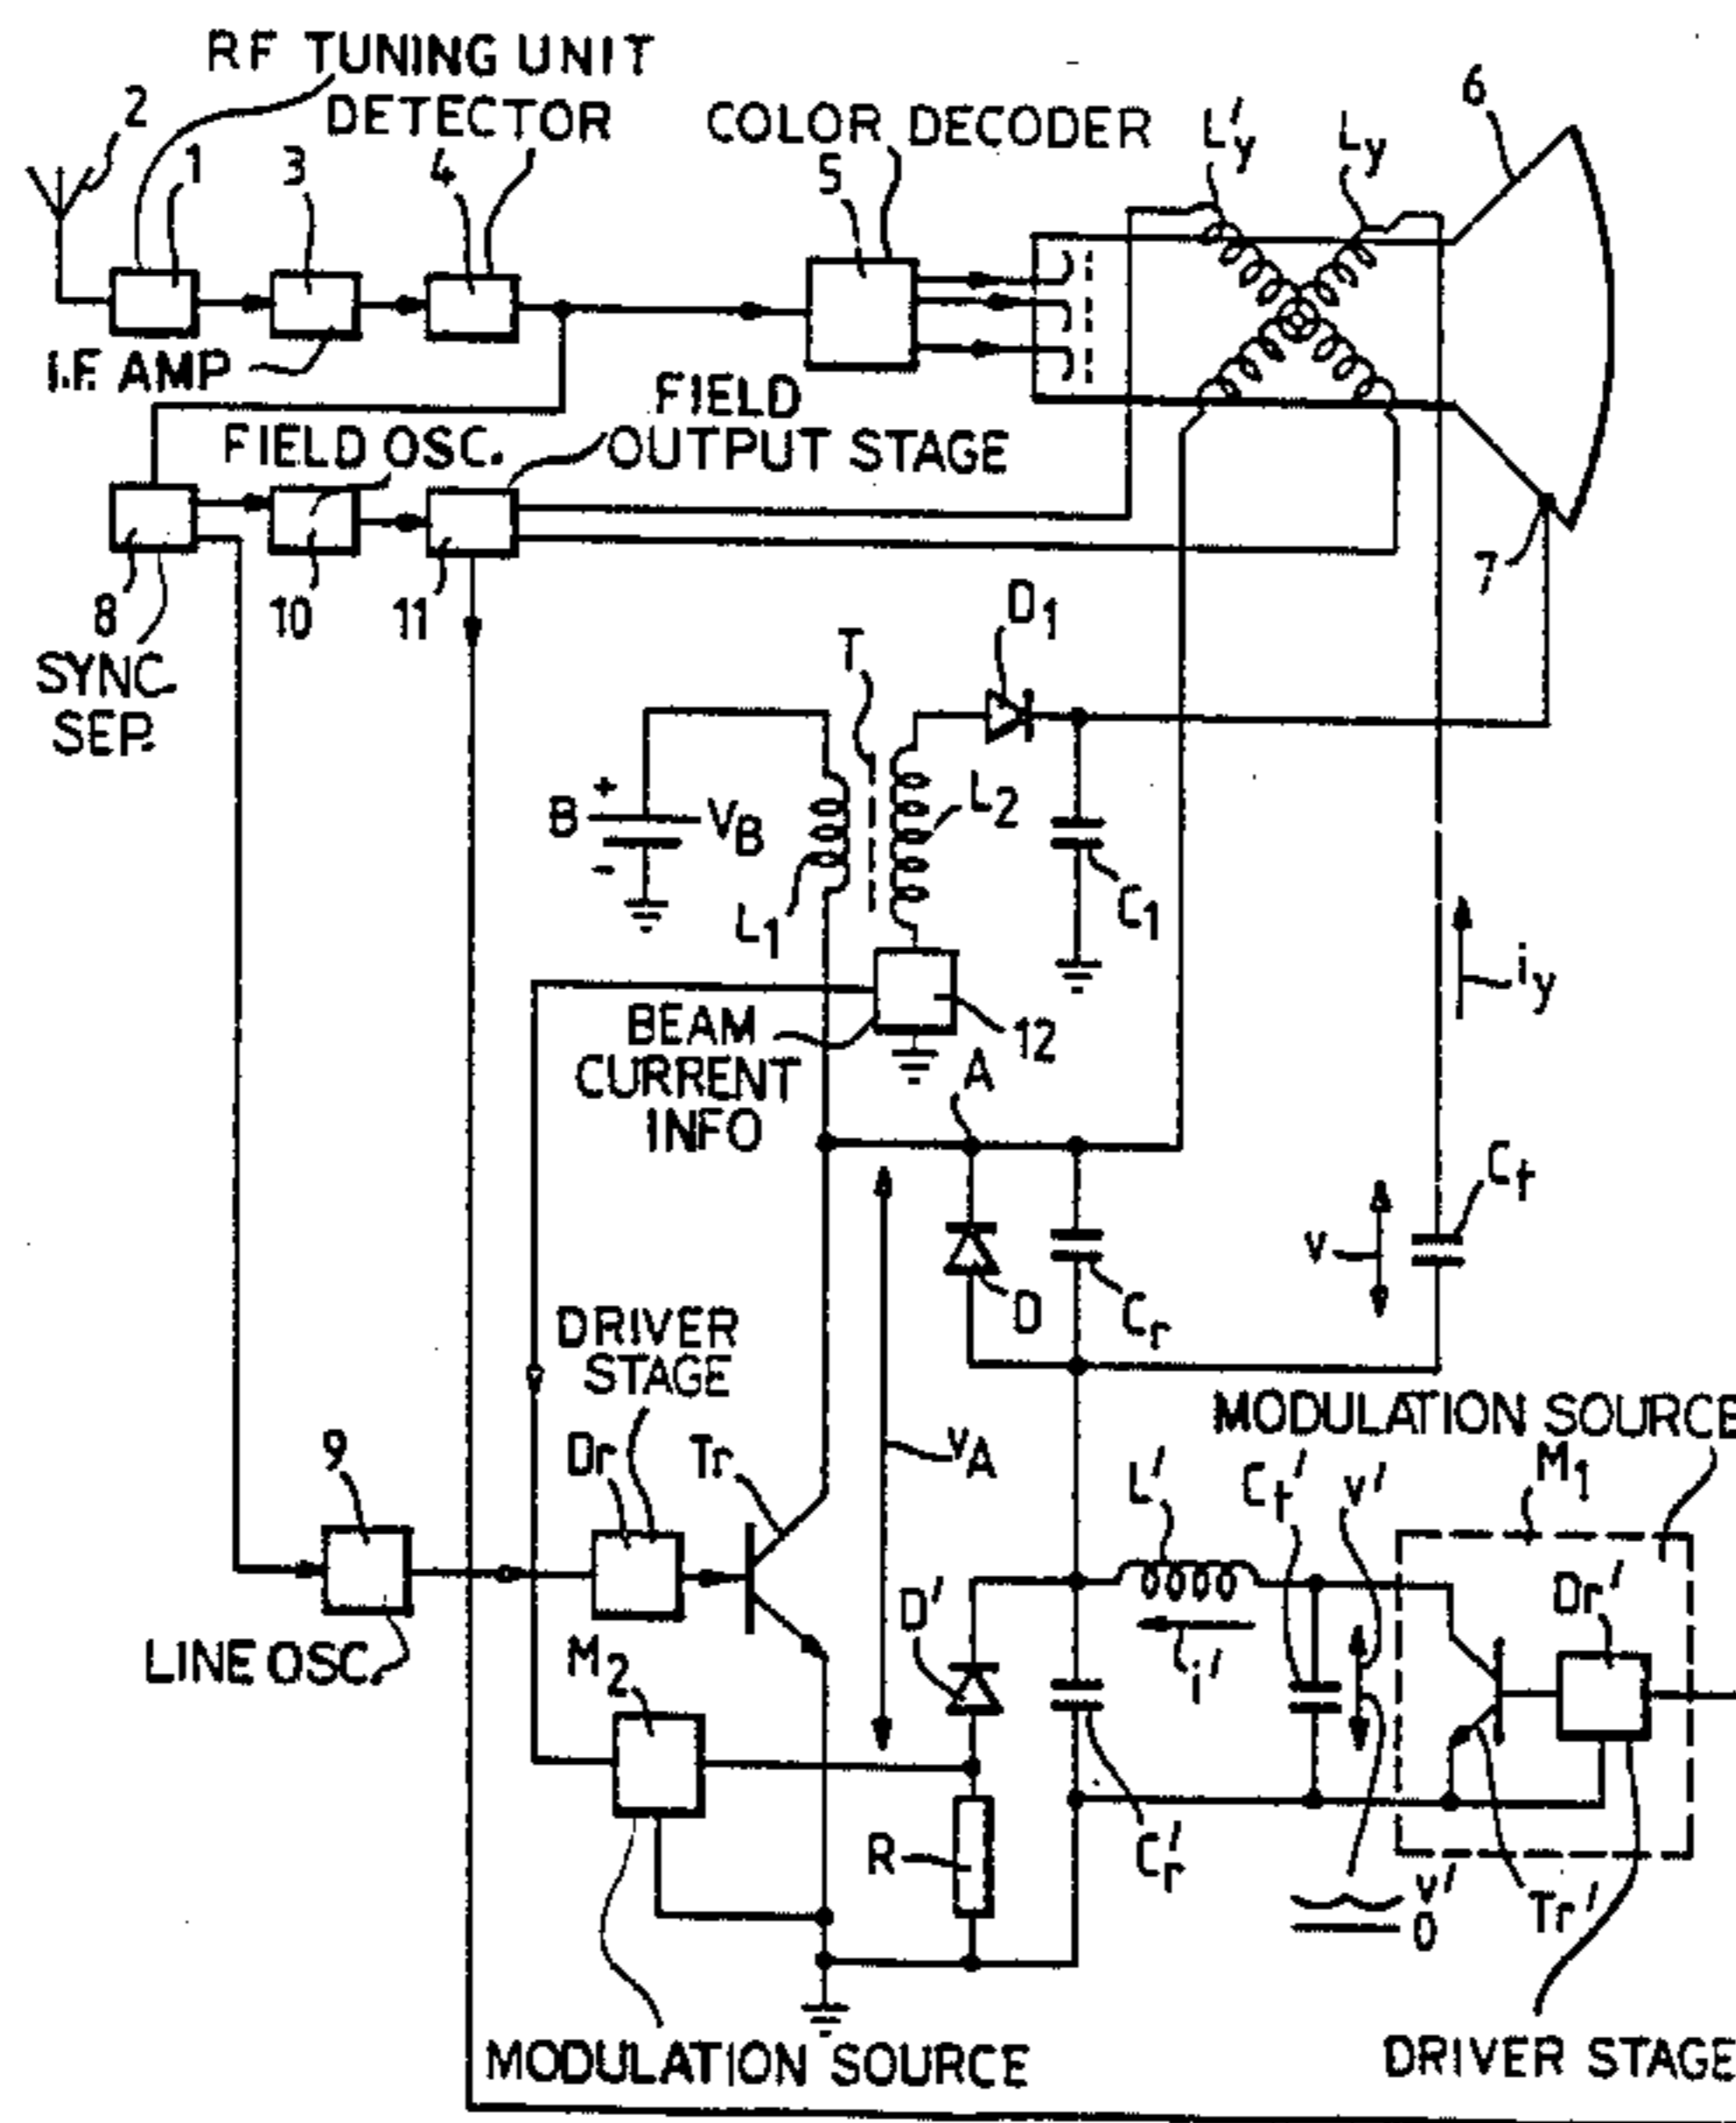 RF TUNING UNIT
DETECTOR
COLOR DECODER
2
1
3
4
5
L'y
Ly
6
I.F. AMP
FIELD
OUTPUT STAGE
FIELD OSC.
8
10
11
7
SYNC.
SEP.
T
D1
B
+
-
VB
L1
L2
C1
iy
BEAM
CURRENT
INFO
12
A
Ct
v
D
Cr
DRIVER
STAGE
MODULATION SOURCE
9
Dr
Tr
vA
L'
Ct'
v'
M1
Dr'
D'
i'
LINE OSC.
M2
R
Cr'
v'
0
Tr'
MODULATION SOURCE
DRIVER STAGE